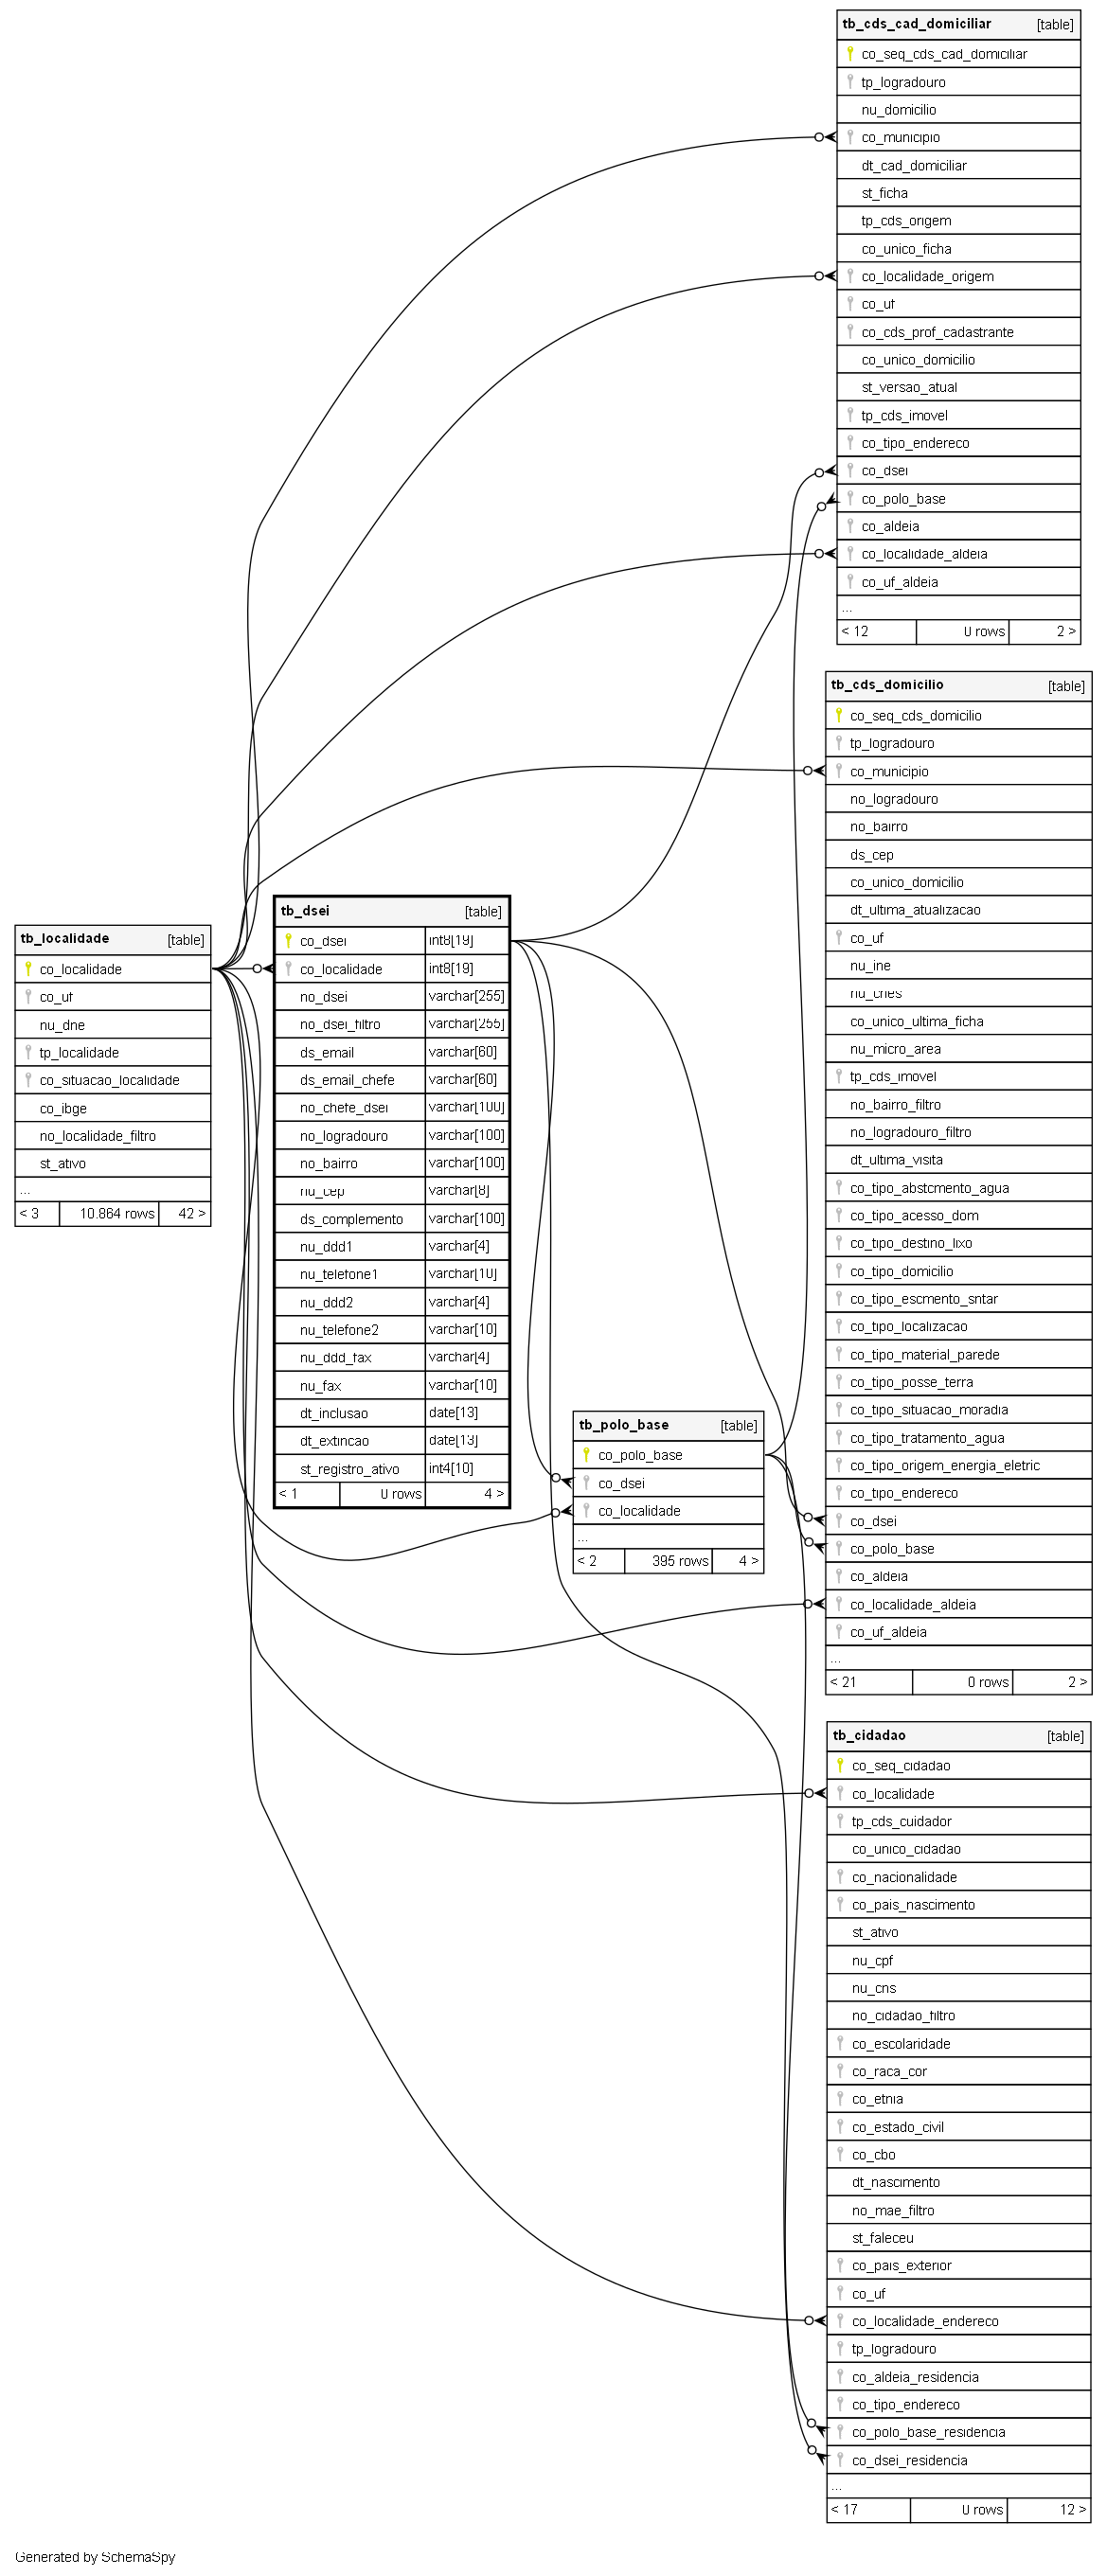 tb_cds_cad_domiciliar [table]
co_seq_cds_cad_domiciliar
tp_logradouro
nu_domicilio
co_municipio
dt_cad_domiciliar
st_ficha
tp_cds_origem
co_unico_ficha
co_localidade_origem
co_uf
co_cds_prof_cadastrante
co_unico_domicilio
st_versao_atual
tp_cds_imovel
co_tipo_endereco
co_dsei
co_polo_base
co_aldeia
co_localidade_aldeia
co_uf_aldeia
...
< 12 0 rows 2 >
tb_cds_domicilio [table]
co_seq_cds_domicilio
tp_logradouro
co_municipio
no_logradouro
no_bairro
ds_cep
co_unico_domicilio
dt_ultima_atualizacao
co_uf
nu_ine
nu_cnes
co_unico_ultima_ficha
nu_micro_area
tp_cds_imovel
no_bairro_filtro
no_logradouro_filtro
dt_ultima_visita
co_tipo_abstcmento_agua
co_tipo_acesso_dom
co_tipo_destino_lixo
co_tipo_domicilio
co_tipo_escmento_sntar
co_tipo_localizacao
co_tipo_material_parede
co_tipo_posse_terra
co_tipo_situacao_moradia
co_tipo_tratamento_agua
co_tipo_origem_energia_eletric
co_tipo_endereco
co_dsei
co_polo_base
co_aldeia
co_localidade_aldeia
co_uf_aldeia
...
< 21 0 rows 2 >
tb_dsei [table]
co_dsei int8[19]
co_localidade int8[19]
no_dsei varchar[255]
no_dsei_filtro varchar[255]
ds_email varchar[60]
ds_email_chefe varchar[60]
no_chefe_dsei varchar[100]
no_logradouro varchar[100]
no_bairro varchar[100]
nu_cep varchar[8]
ds_complemento varchar[100]
nu_ddd1 varchar[4]
nu_telefone1 varchar[10]
nu_ddd2 varchar[4]
nu_telefone2 varchar[10]
nu_ddd_fax varchar[4]
nu_fax varchar[10]
dt_inclusao date[13]
dt_extincao date[13]
st_registro_ativo int4[10]
< 1 0 rows 4 >
tb_localidade [table]
co_localidade
co_uf
nu_dne
tp_localidade
co_situacao_localidade
co_ibge
no_localidade_filtro
st_ativo
...
< 3 10.864 rows 42 >
tb_polo_base [table]
co_polo_base
co_dsei
co_localidade
...
< 2 395 rows 4 >
tb_cidadao [table]
co_seq_cidadao
co_localidade
tp_cds_cuidador
co_unico_cidadao
co_nacionalidade
co_pais_nascimento
st_ativo
nu_cpf
nu_cns
no_cidadao_filtro
co_escolaridade
co_raca_cor
co_etnia
co_estado_civil
co_cbo
dt_nascimento
no_mae_filtro
st_faleceu
co_pais_exterior
co_uf
co_localidade_endereco
tp_logradouro
co_aldeia_residencia
co_tipo_endereco
co_polo_base_residencia
co_dsei_residencia
...
< 17 0 rows 12 >
Generated by SchemaSpy